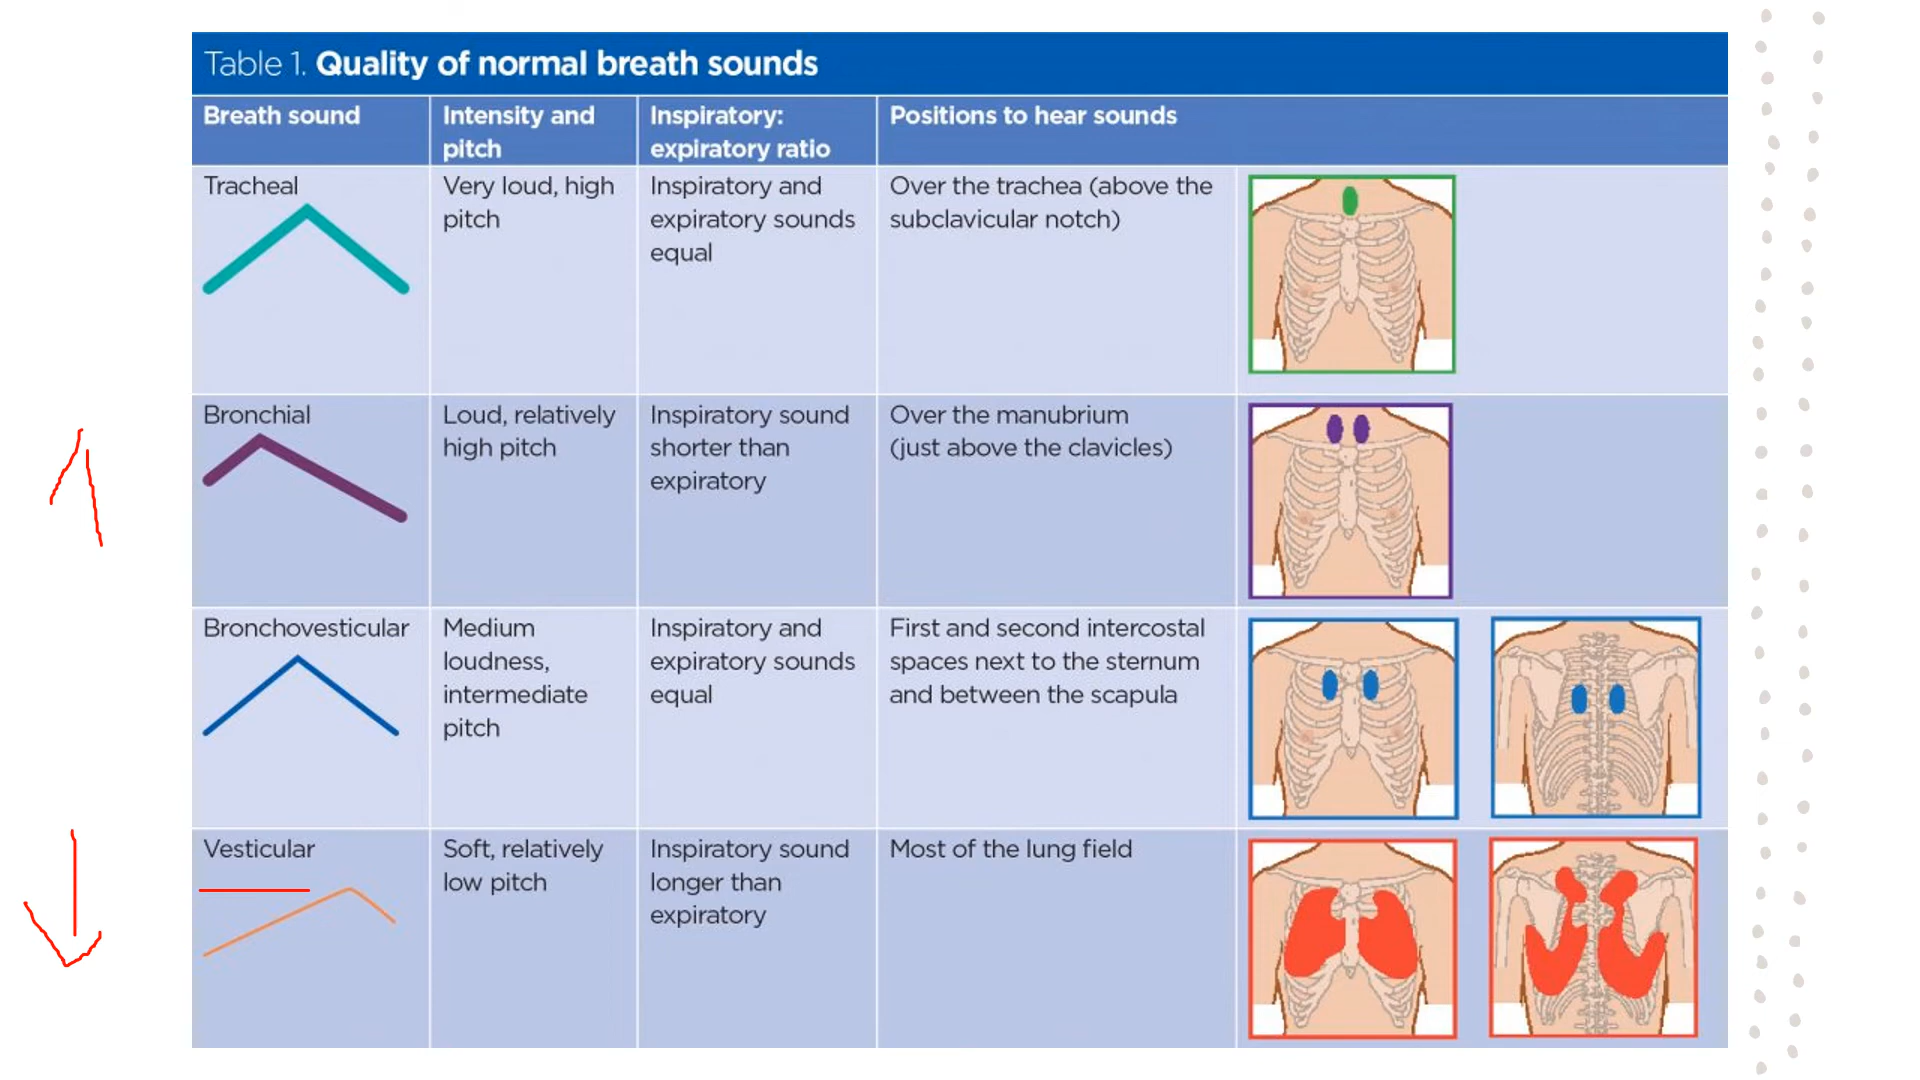 Table 1. Quality of normal breath sounds
Breath sound
Intensity and
pitch
Inspiratory:
expiratory ratio
Positions to hear sounds
Tracheal
Very loud, high
pitch
Inspiratory and
expiratory sounds
equal
Over the trachea (above the
subclavicular notch)
Bronchial
Loud, relatively
high pitch
Inspiratory sound
shorter than
expiratory
Over the manubrium
(just above the clavicles)
Bronchovesticular
Medium
loudness,
intermediate
pitch
Inspiratory and
expiratory sounds
equal
First and second intercostal
spaces next to the sternum
and between the scapula
Vesticular
Soft, relatively
low pitch
Inspiratory sound
longer than
expiratory
Most of the lung field